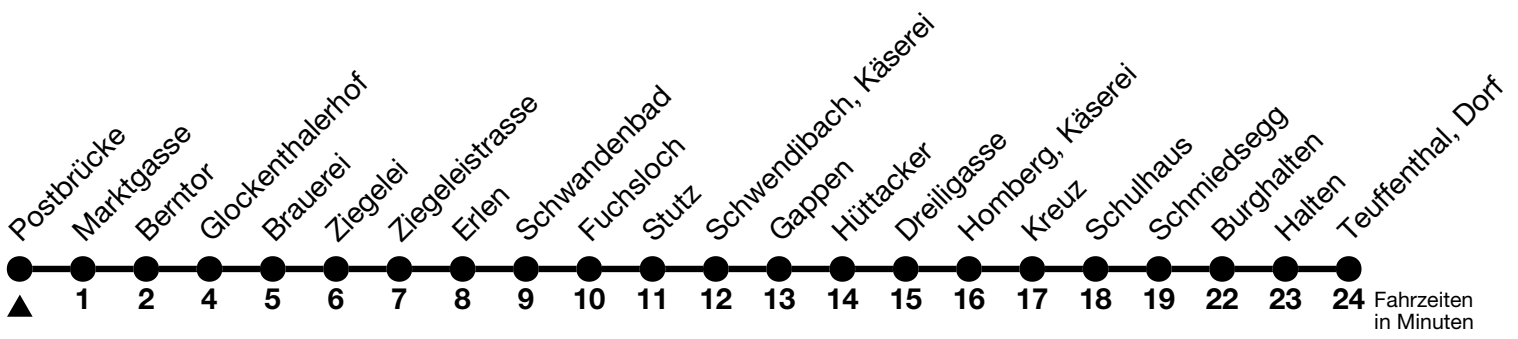 Postbrücke
Marktgasse
Berntor
Glockenthalerhof
Brauerei
Ziegelei
Ziegeleistrasse
Erlen
Schwandenbad
Fuchsloch
Stutz
Schwendibach, Käserei
Gappen
Hüttacker
Dreiligasse
Homberg, Käserei
Kreuz
Schulhaus
Schmiedsegg
Burghalten
Halten
Teuffenthal, Dorf
1 2 4 5 6 7 8 9 10 11 12 13 14 15 16 17 18 19 22 23 24
Fahrzeiten
in Minuten